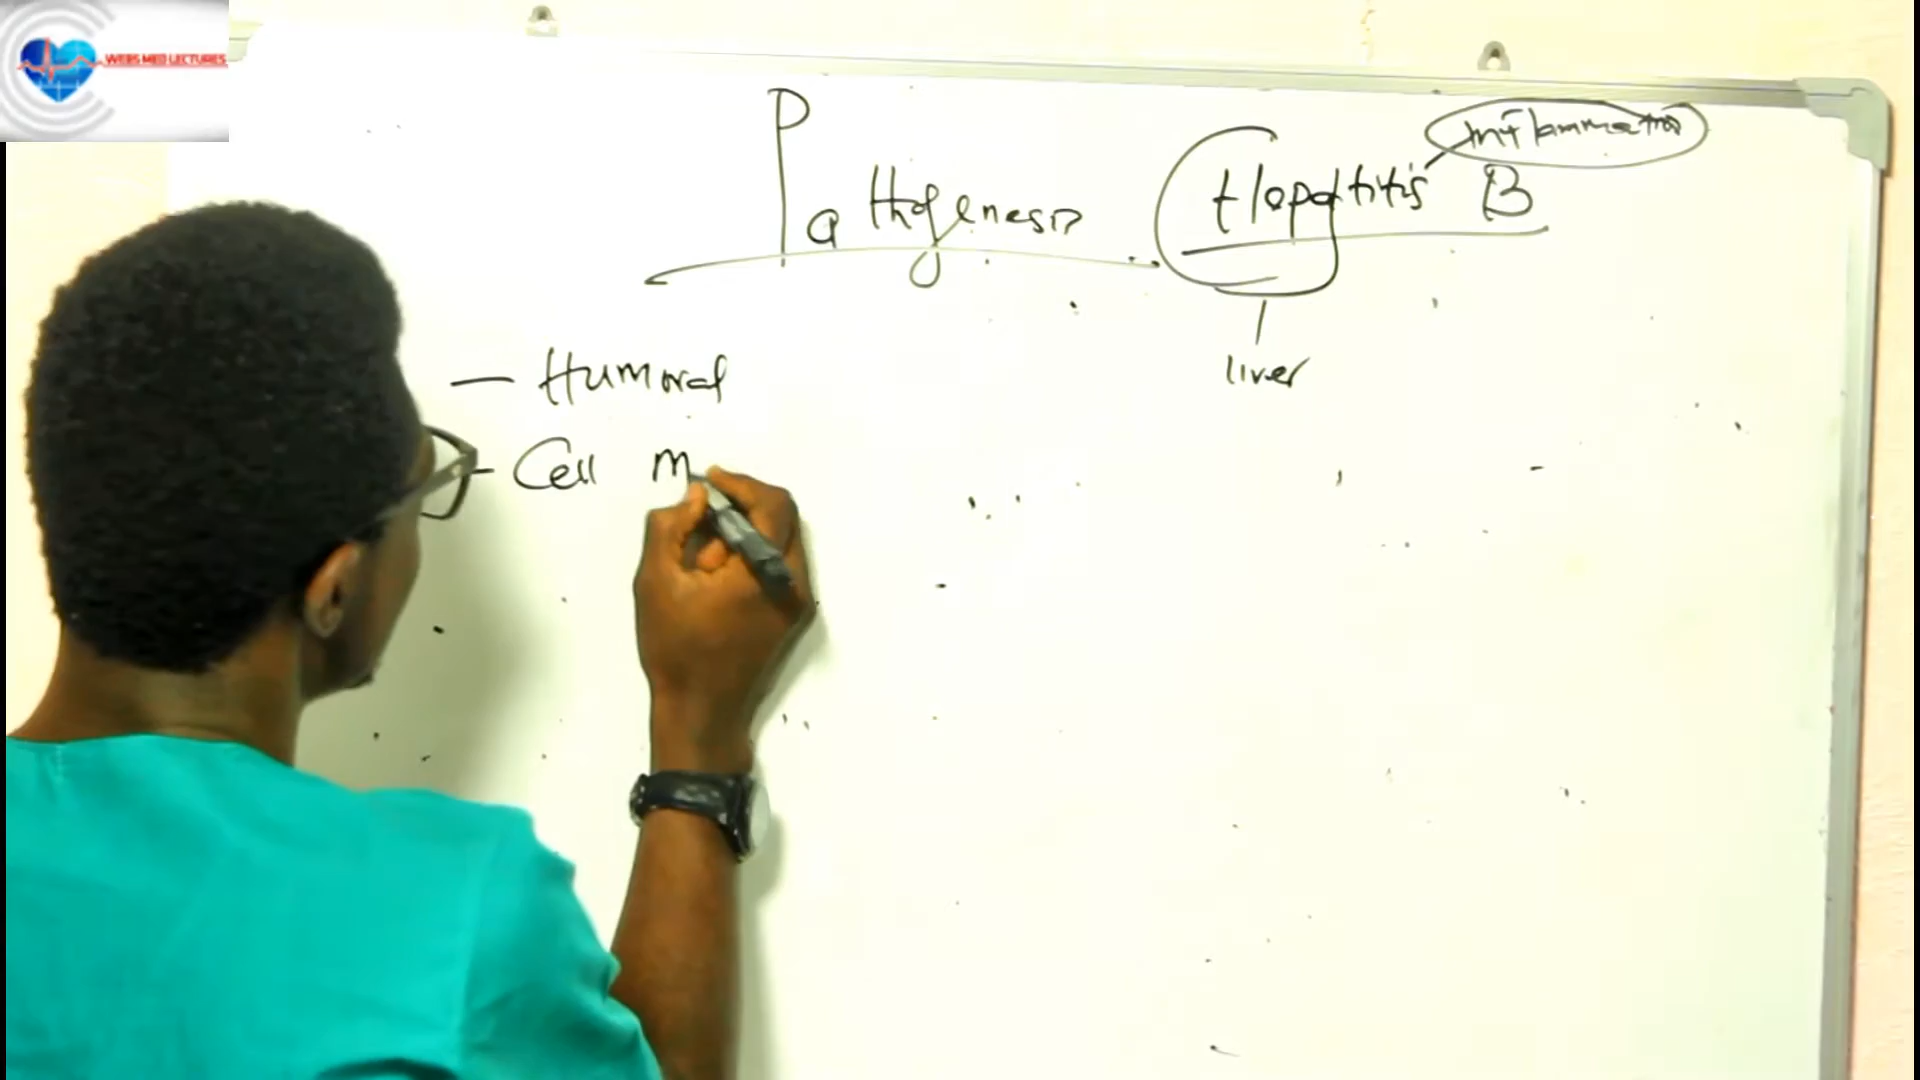 WEBS MED LECTURES
inflammation
Pathogenesis Hepatitis B
liver
— Humoral
- Cell M